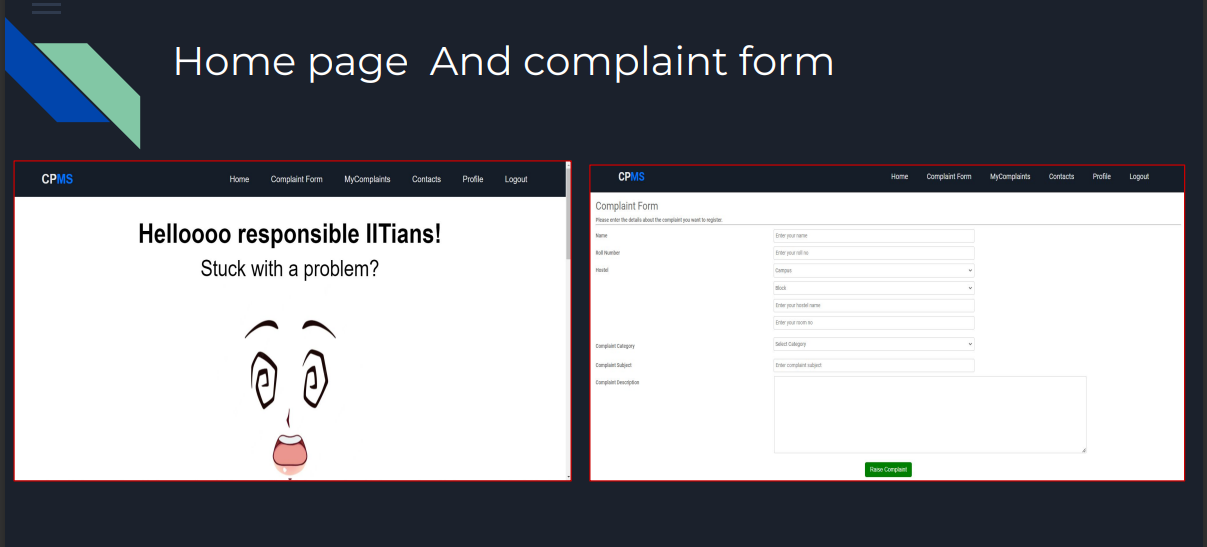 Home page And complaint form
CPMS
Home Complaint Form MyComplaints Contacts Profile Logout
Helloooo responsible IITians!
Stuck with a problem?
CPMS
Home Complaint Form MyComplaints Contacts Profile Logout
Complaint Form
Please enter the details about the complaint you want to register.
Name Enter your name
Roll Number Enter your roll no
Hostel Campus
Block
Enter your hostel name
Enter your room no
Complaint Category Select Category
Complaint Subject Enter complaint subject
Complaint Description
Raise Complaint